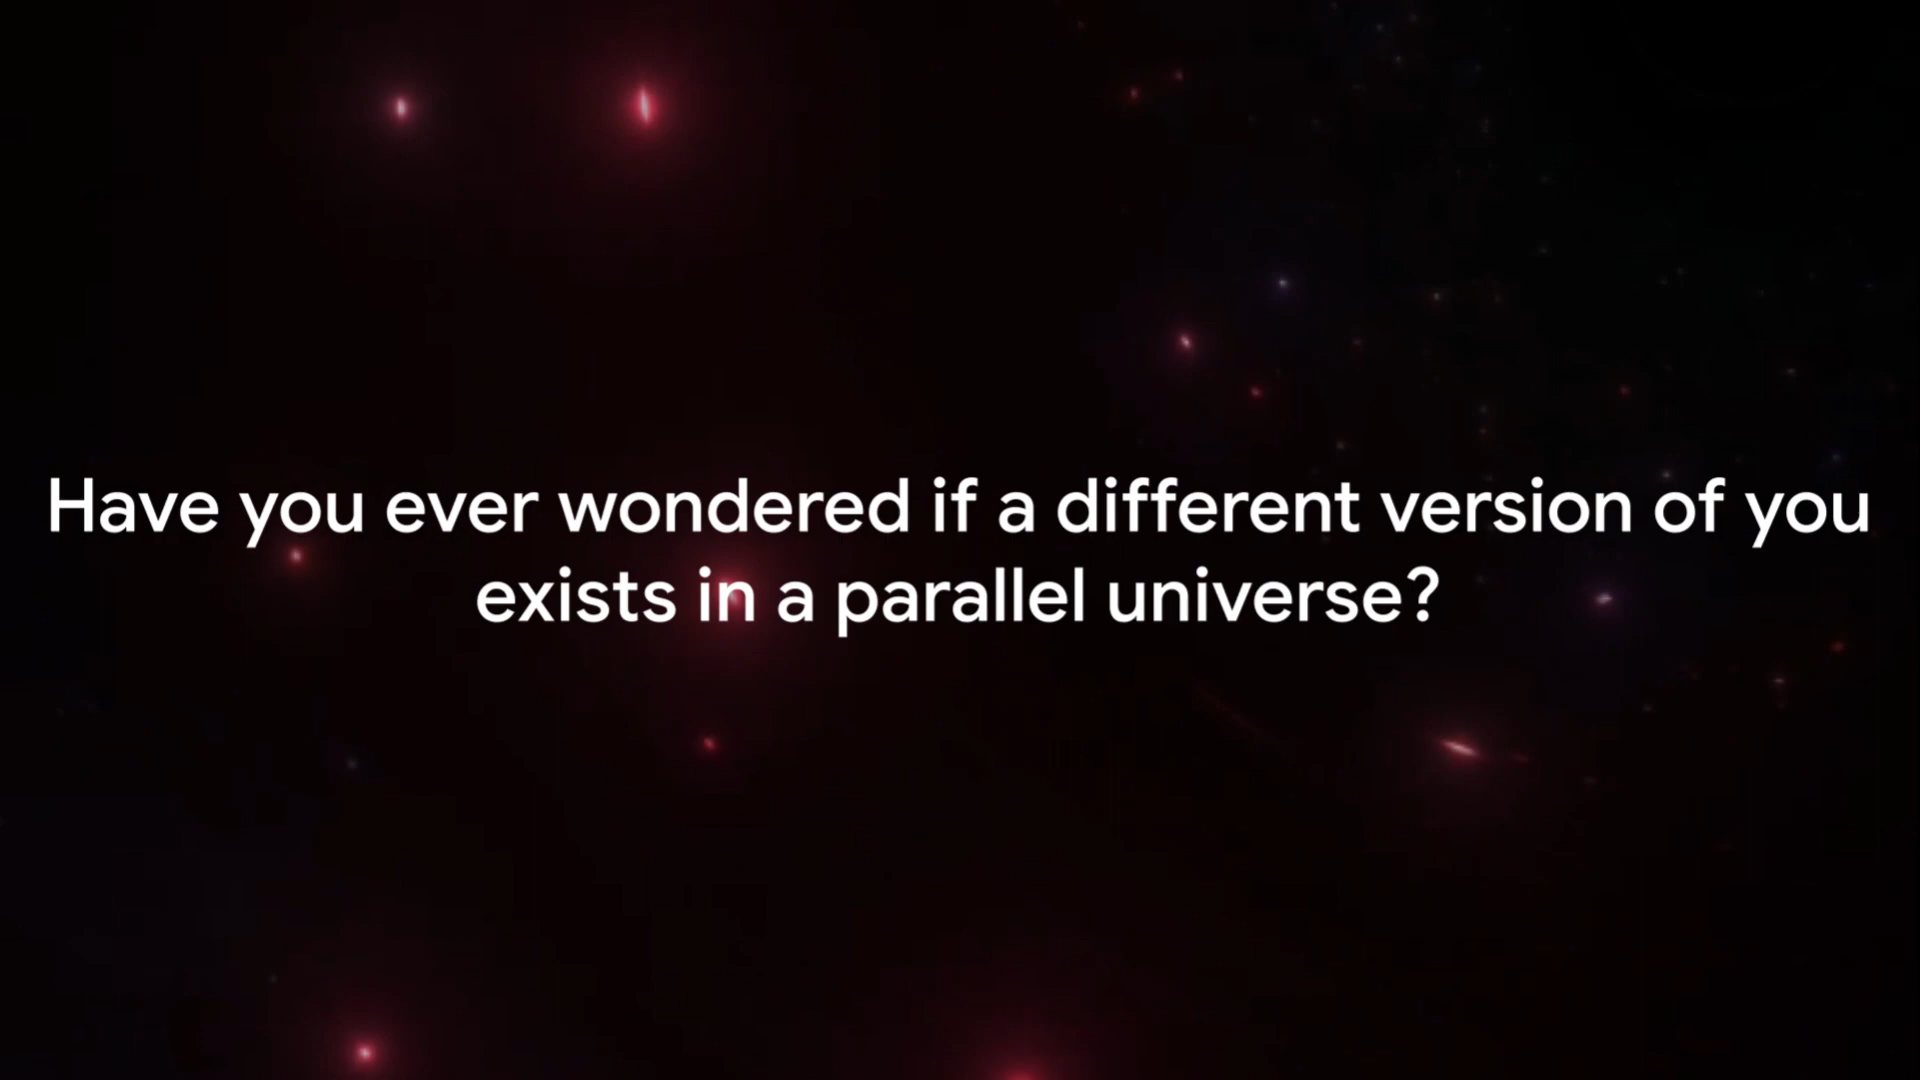 Have you ever wondered if a different version of you
exists in a parallel universe?